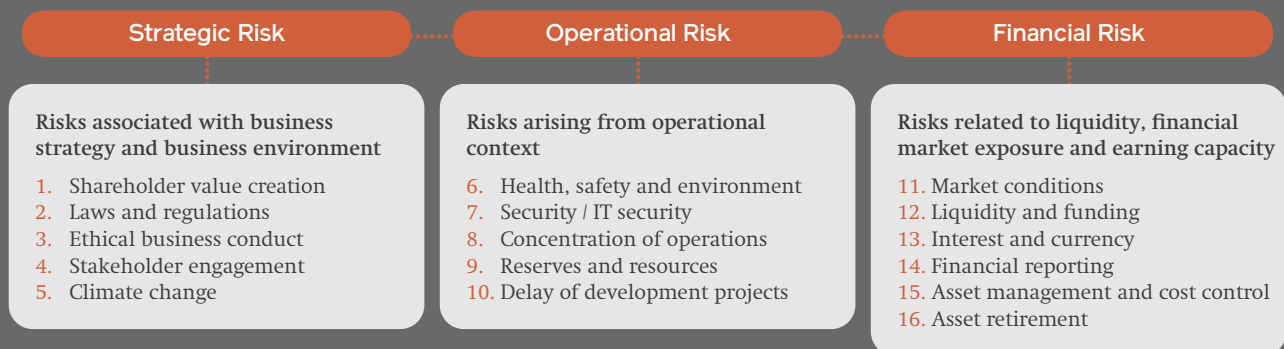 Strategic Risk
Risks associated with business
strategy and business environment
1. Shareholder value creation
2. Laws and regulations
3. Ethical business conduct
4. Stakeholder engagement
5. Climate change
Operational Risk
Risks arising from operational
context
6. Health, safety and environment
7. Security / IT security
8. Concentration of operations
9. Reserves and resources
10. Delay of development projects
Financial Risk
Risks related to liquidity, financial
market exposure and earning capacity
11. Market conditions
12. Liquidity and funding
13. Interest and currency
14. Financial reporting
15. Asset management and cost control
16. Asset retirement